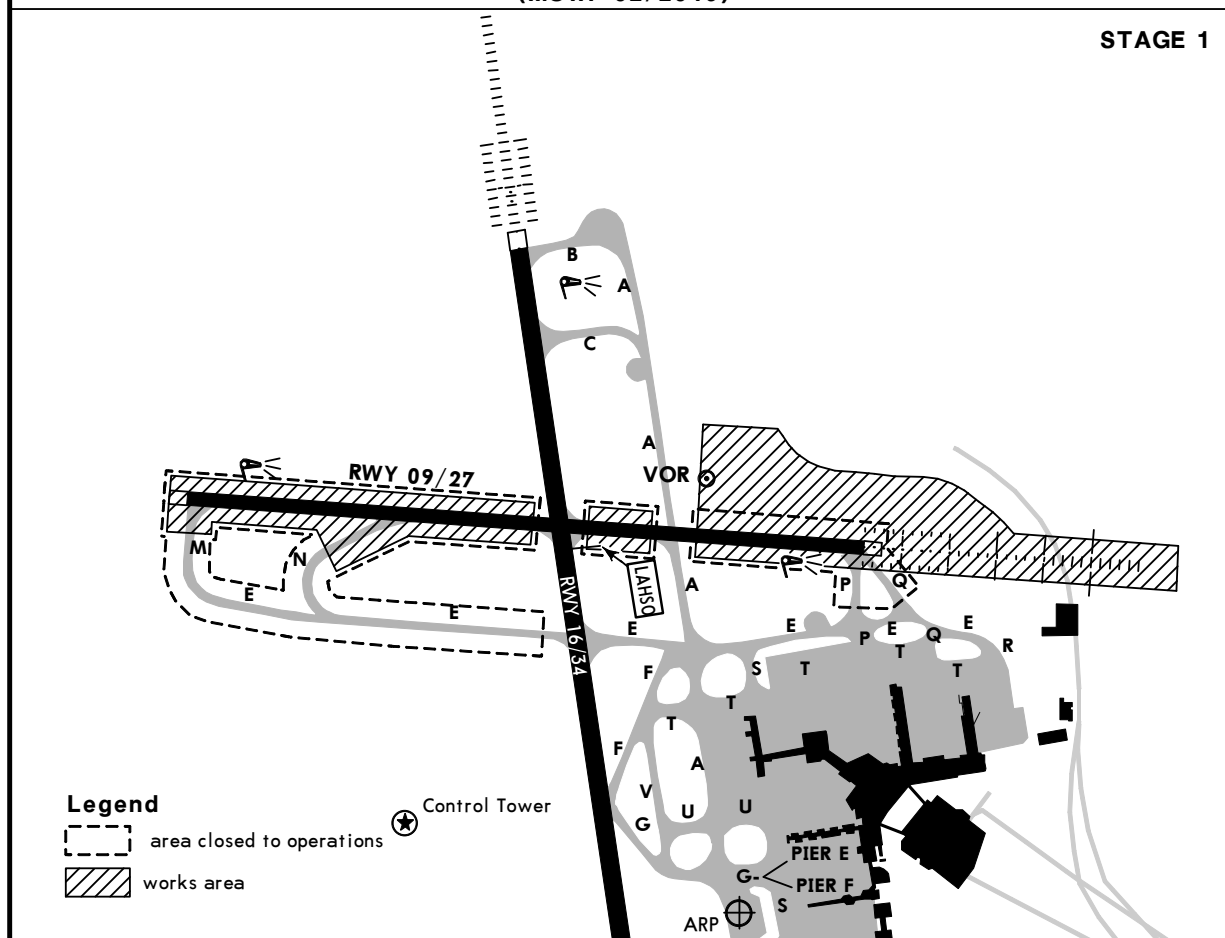 STAGE 1
B
A
C
A
VOR
RWY 09/27
M
N
LAHSO
A
P
Q
E
E
E
E
E
Q
E
P
T
R
RWY 16/34
F
S
T
T
T
T
F
A
V
U
U
G
Legend
Control Tower
area closed to operations
works area
PIER E
G-
PIER F
S
ARP